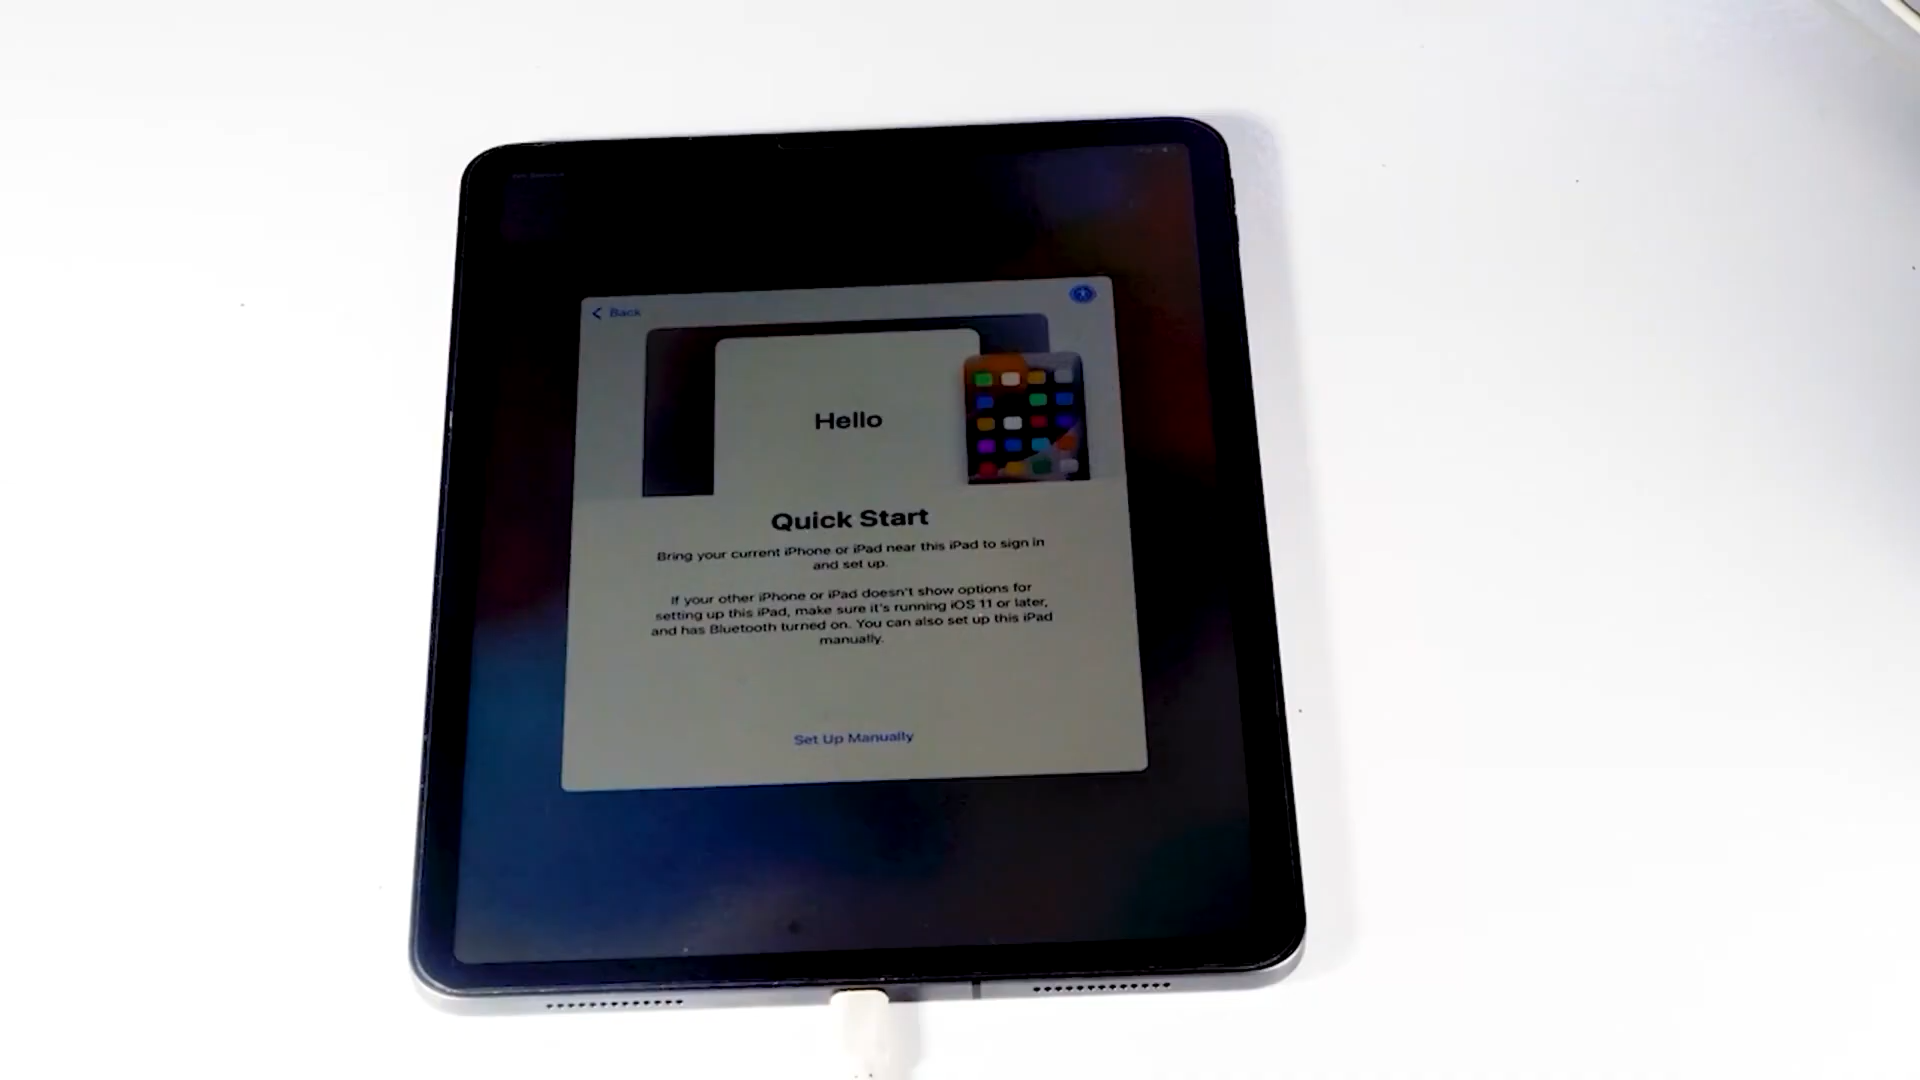 Back
Hello
Quick Start
Bring your current iPhone or iPad near this iPad to sign in
and set up.
If your other iPhone or iPad doesn't show options for
setting up this iPad, make sure it's running iOS 11 or later,
and has Bluetooth turned on. You can also set up this iPad
manually.
Set Up Manually